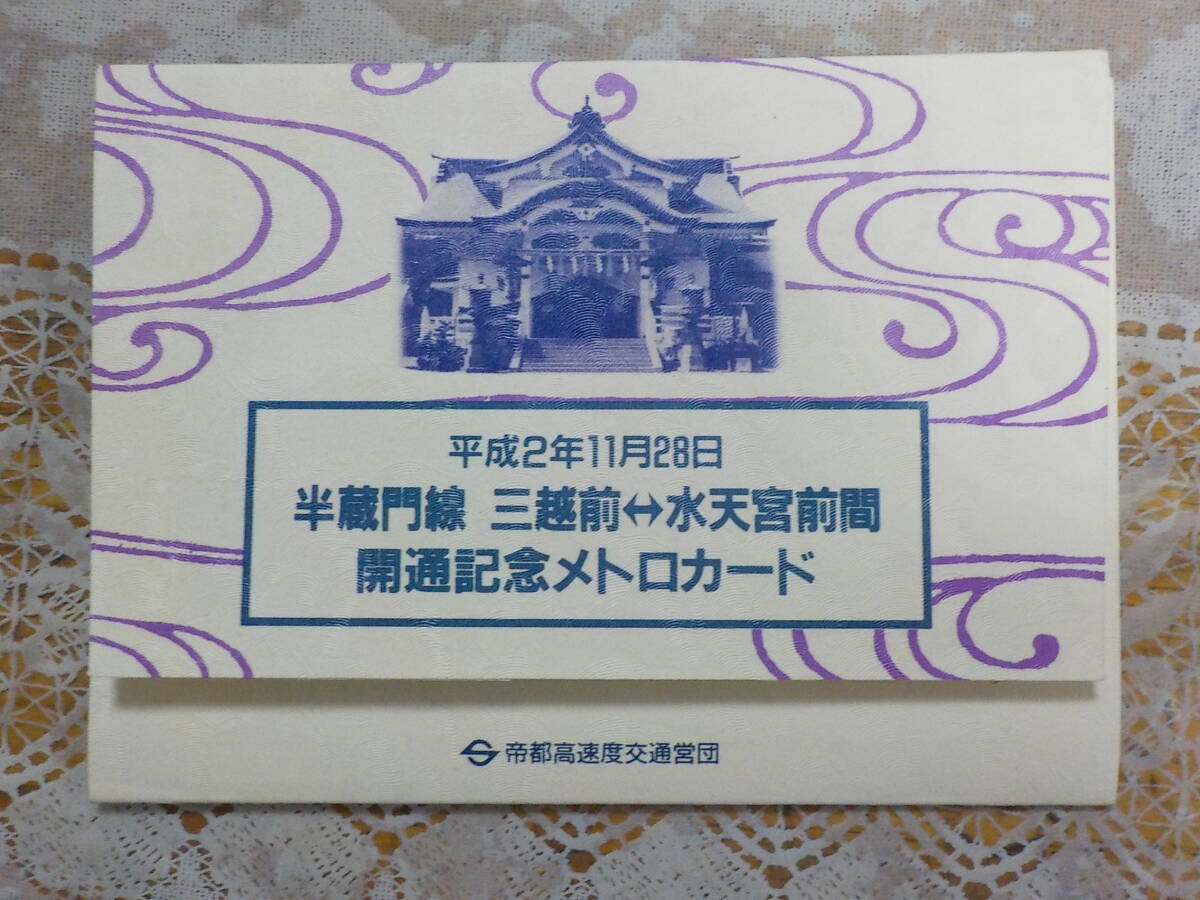 平成2年11月28日
半蔵門線 三越前↔水天宮前間
開通記念メトロカード
帝都高速度交通営団